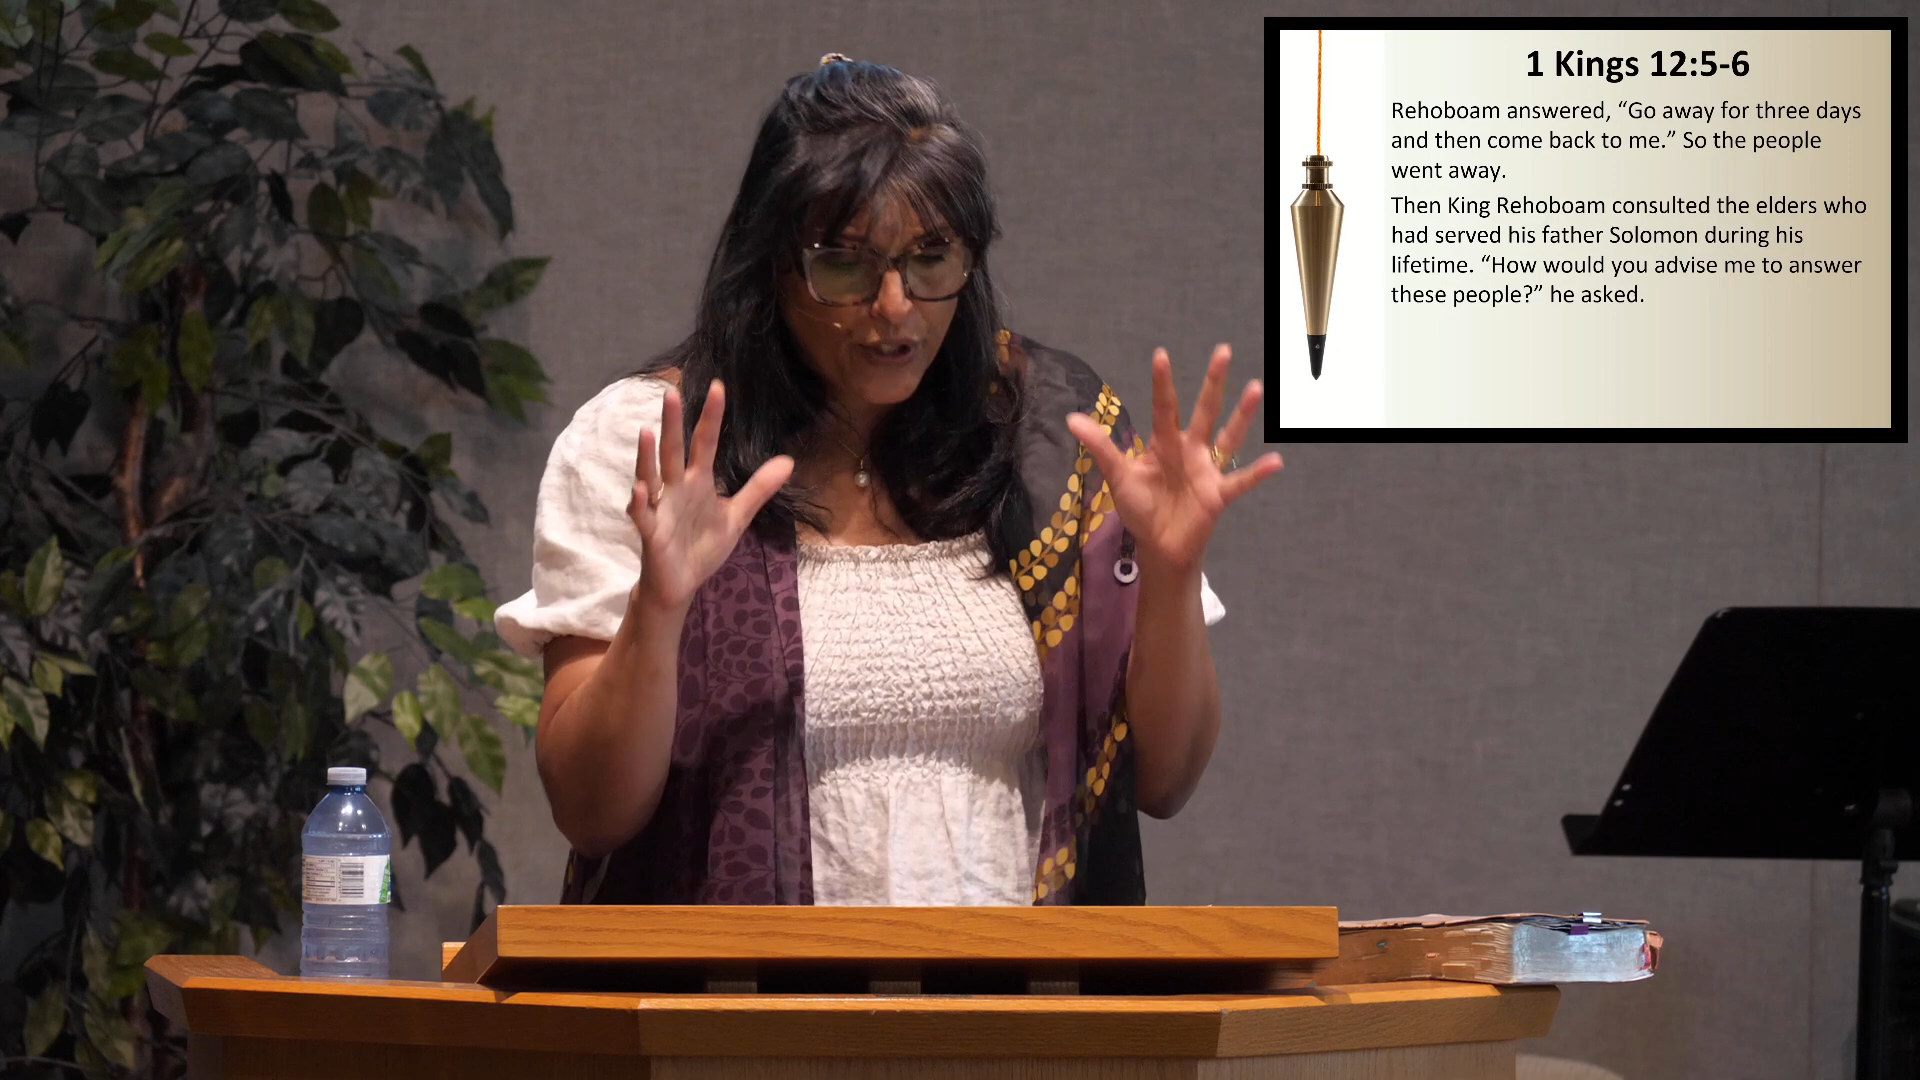 1 Kings 12:5-6
Rehoboam answered, “Go away for three days
and then come back to me.” So the people
went away.
Then King Rehoboam consulted the elders who
had served his father Solomon during his
lifetime. “How would you advise me to answer
these people?” he asked.